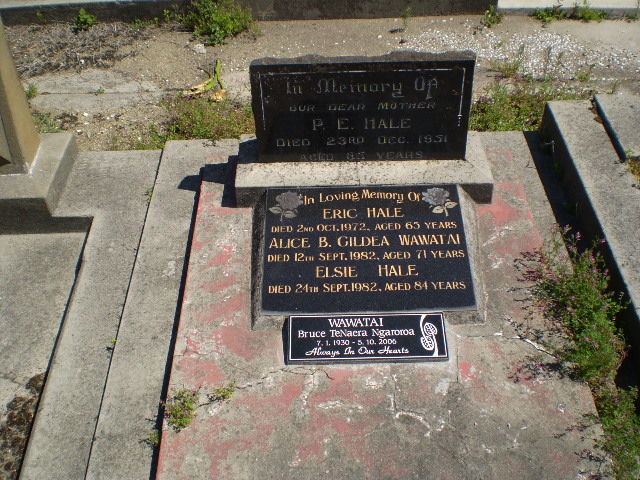 In Memory Of
OUR DEAR MOTHER
P. E. HALE
DIED 23RD DEC. 1951
AGED 85 YEARS
IN LOVING MEMORY OF
ERIC HALE
DIED 2ND OCT. 1972, AGED 65 YEARS
ALICE B. GILDEA WAWATAI
DIED 12TH SEPT. 1982, AGED 71 YEARS
ELSIE HALE
DIED 24TH SEPT. 1982, AGED 84 YEARS
WAWATAI
Bruce TeNaera Ngaroroa
7. 1. 1930 - 5. 10. 2006
Always In Our Hearts